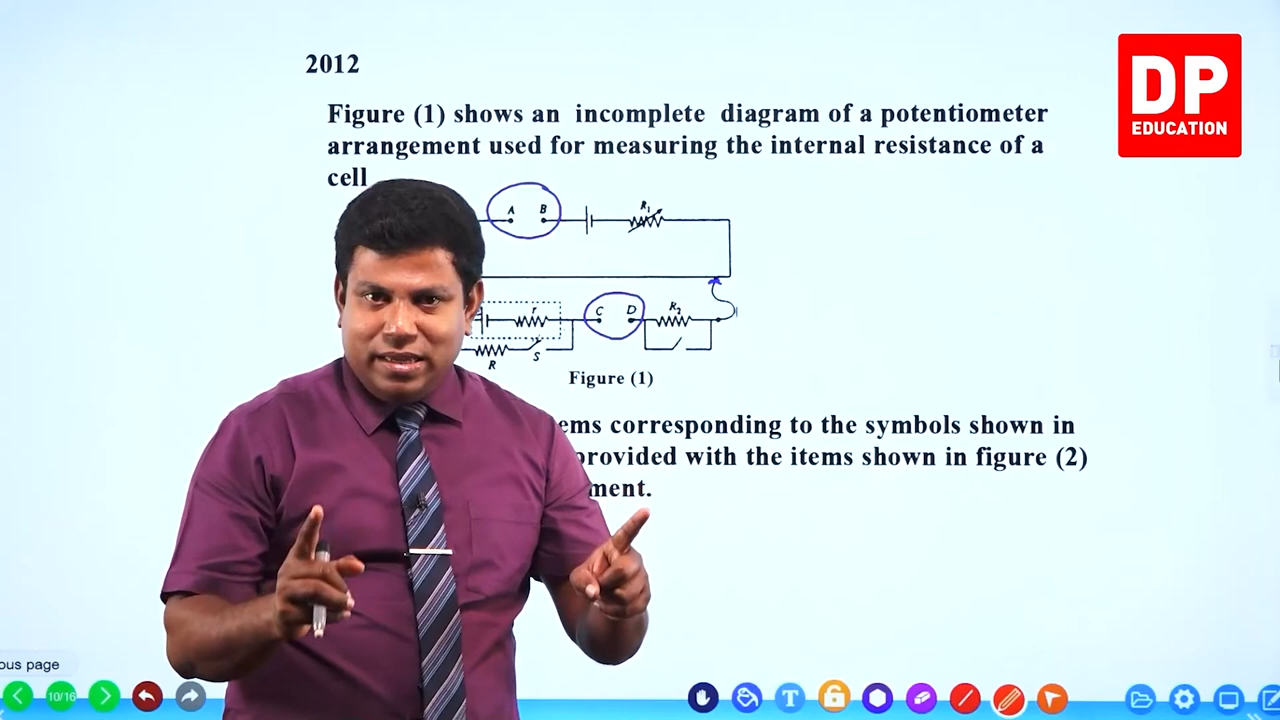 2012
DP
EDUCATION
Figure (1) shows an incomplete diagram of a potentiometer
arrangement used for measuring the internal resistance of a
cell
A B R₁
r C D R₂
R S
Figure (1)
ems corresponding to the symbols shown in
provided with the items shown in figure (2)
ment.
ous page
10/16
T